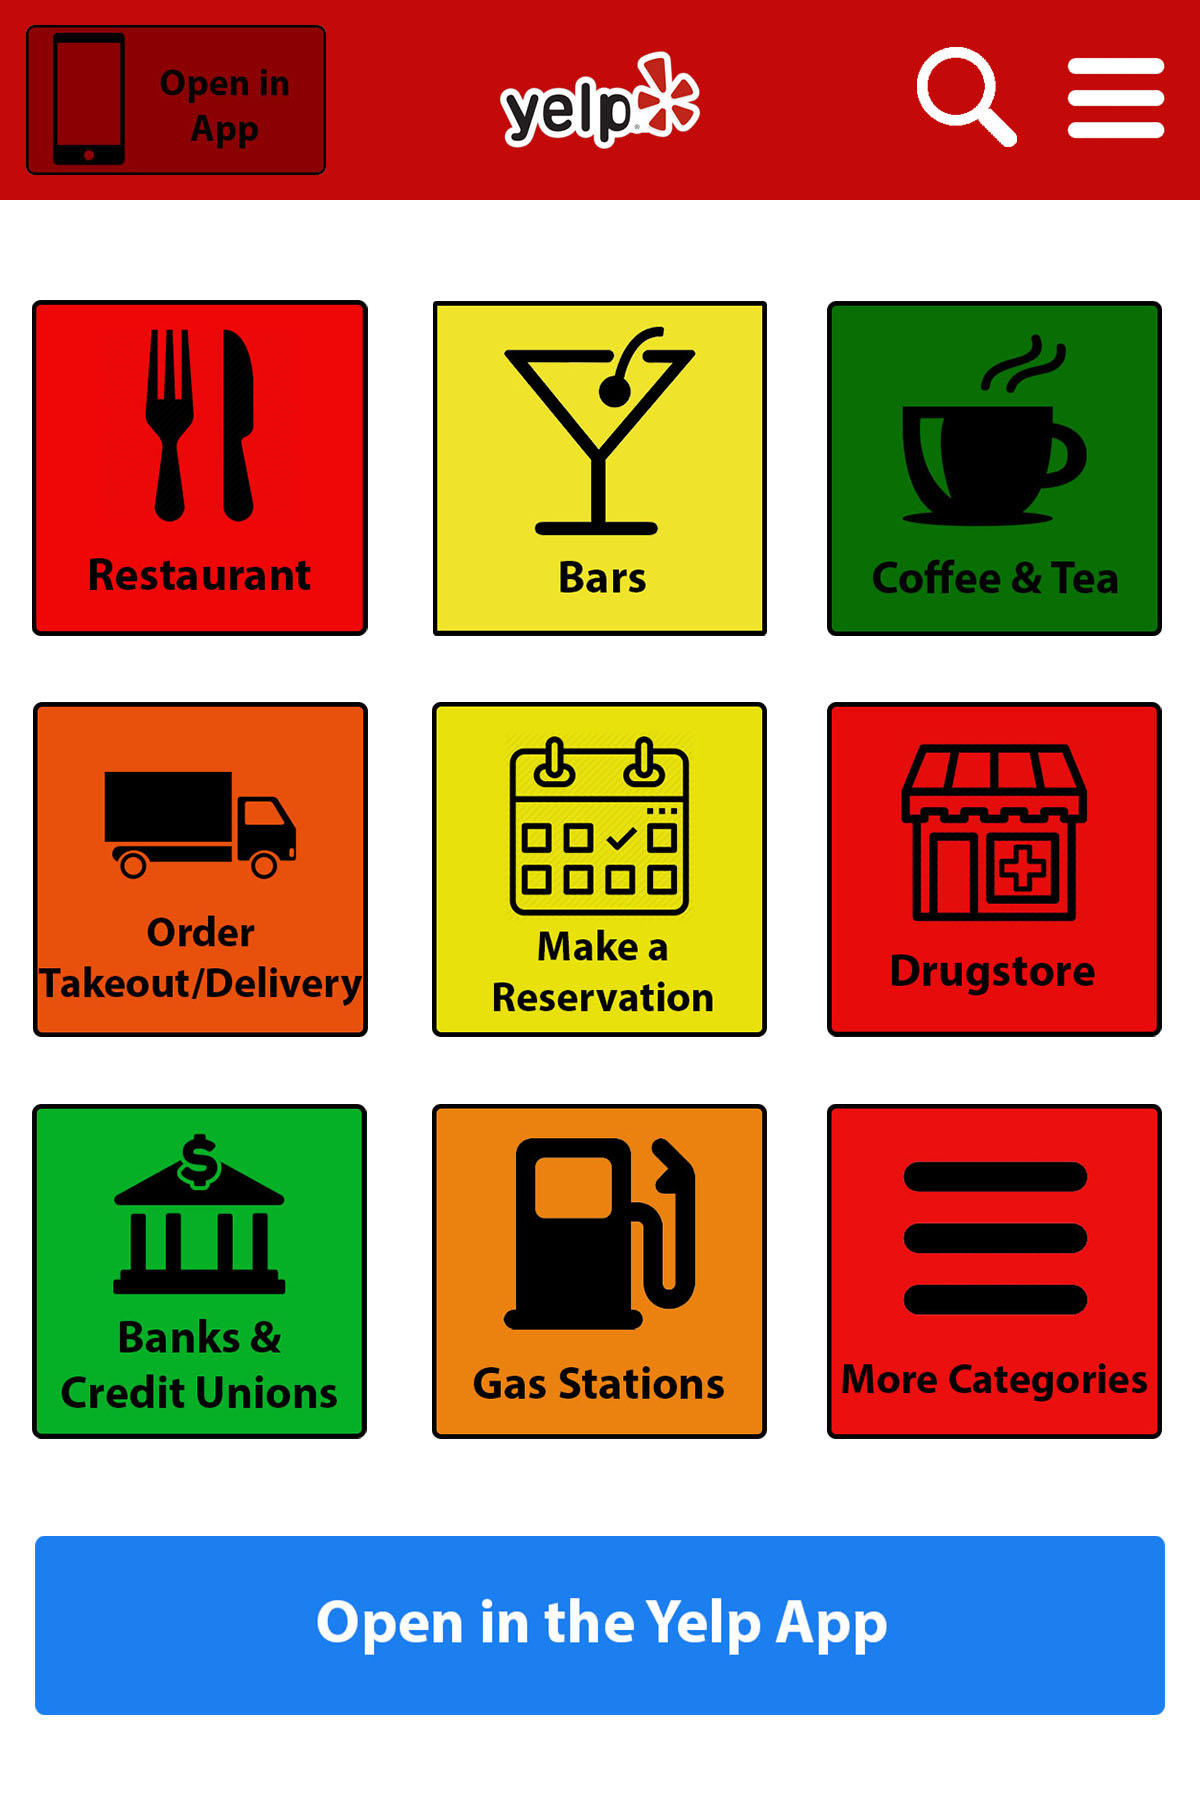 Open in
App
yelp
Restaurant
Bars
Coffee & Tea
Order
Takeout/Delivery
Make a
Reservation
Drugstore
$
Banks &
Credit Unions
Gas Stations
More Categories
Open in the Yelp App